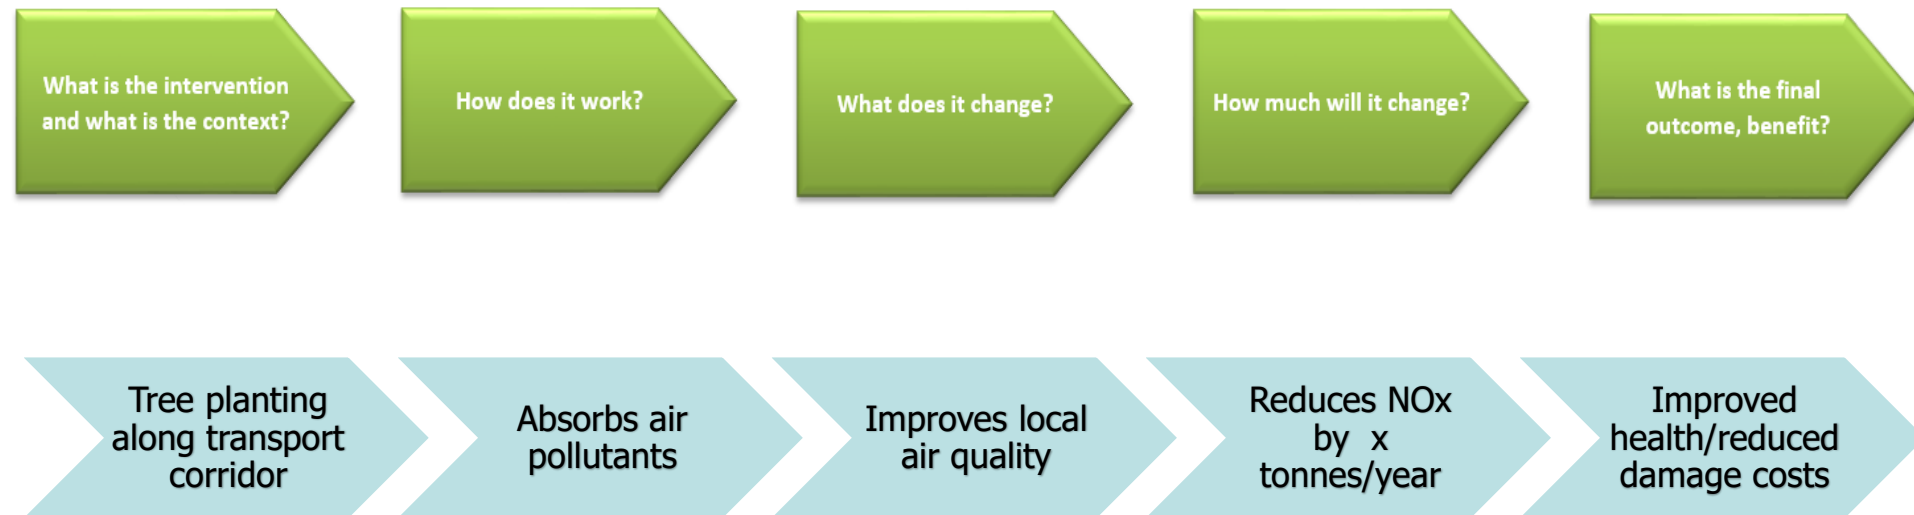 What is the intervention
and what is the context?
How does it work?
What does it change?
How much will it change?
What is the final
outcome, benefit?
Tree planting
along transport
corridor
Absorbs air
pollutants
Improves local
air quality
Reduces NOx
by x
tonnes/year
Improved
health/reduced
damage costs